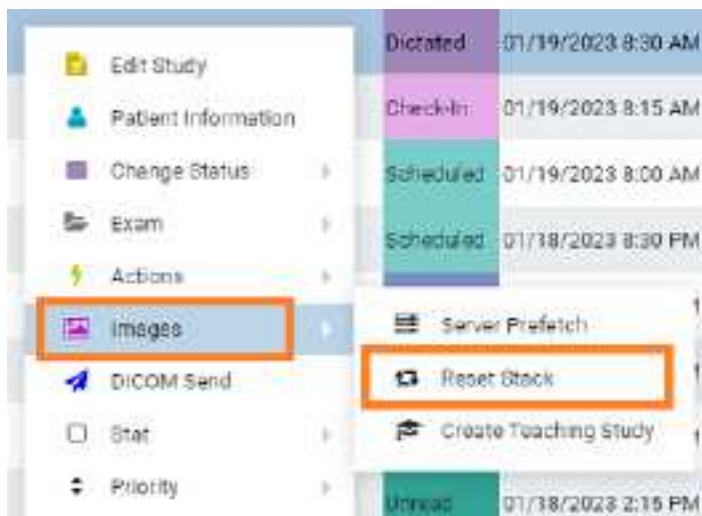 Edit Study
Patient Information
Change Status
Exam
Actions
Images
DICOM Send
Stat
Priority
Server Prefetch
Reset Stack
Create Teaching Study
Dictated 01/19/2023 8:30 AM
Check-In 01/19/2023 8:15 AM
Scheduled 01/19/2023 8:00 AM
Scheduled 01/18/2023 8:30 PM
Unread 01/18/2023 2:15 PM